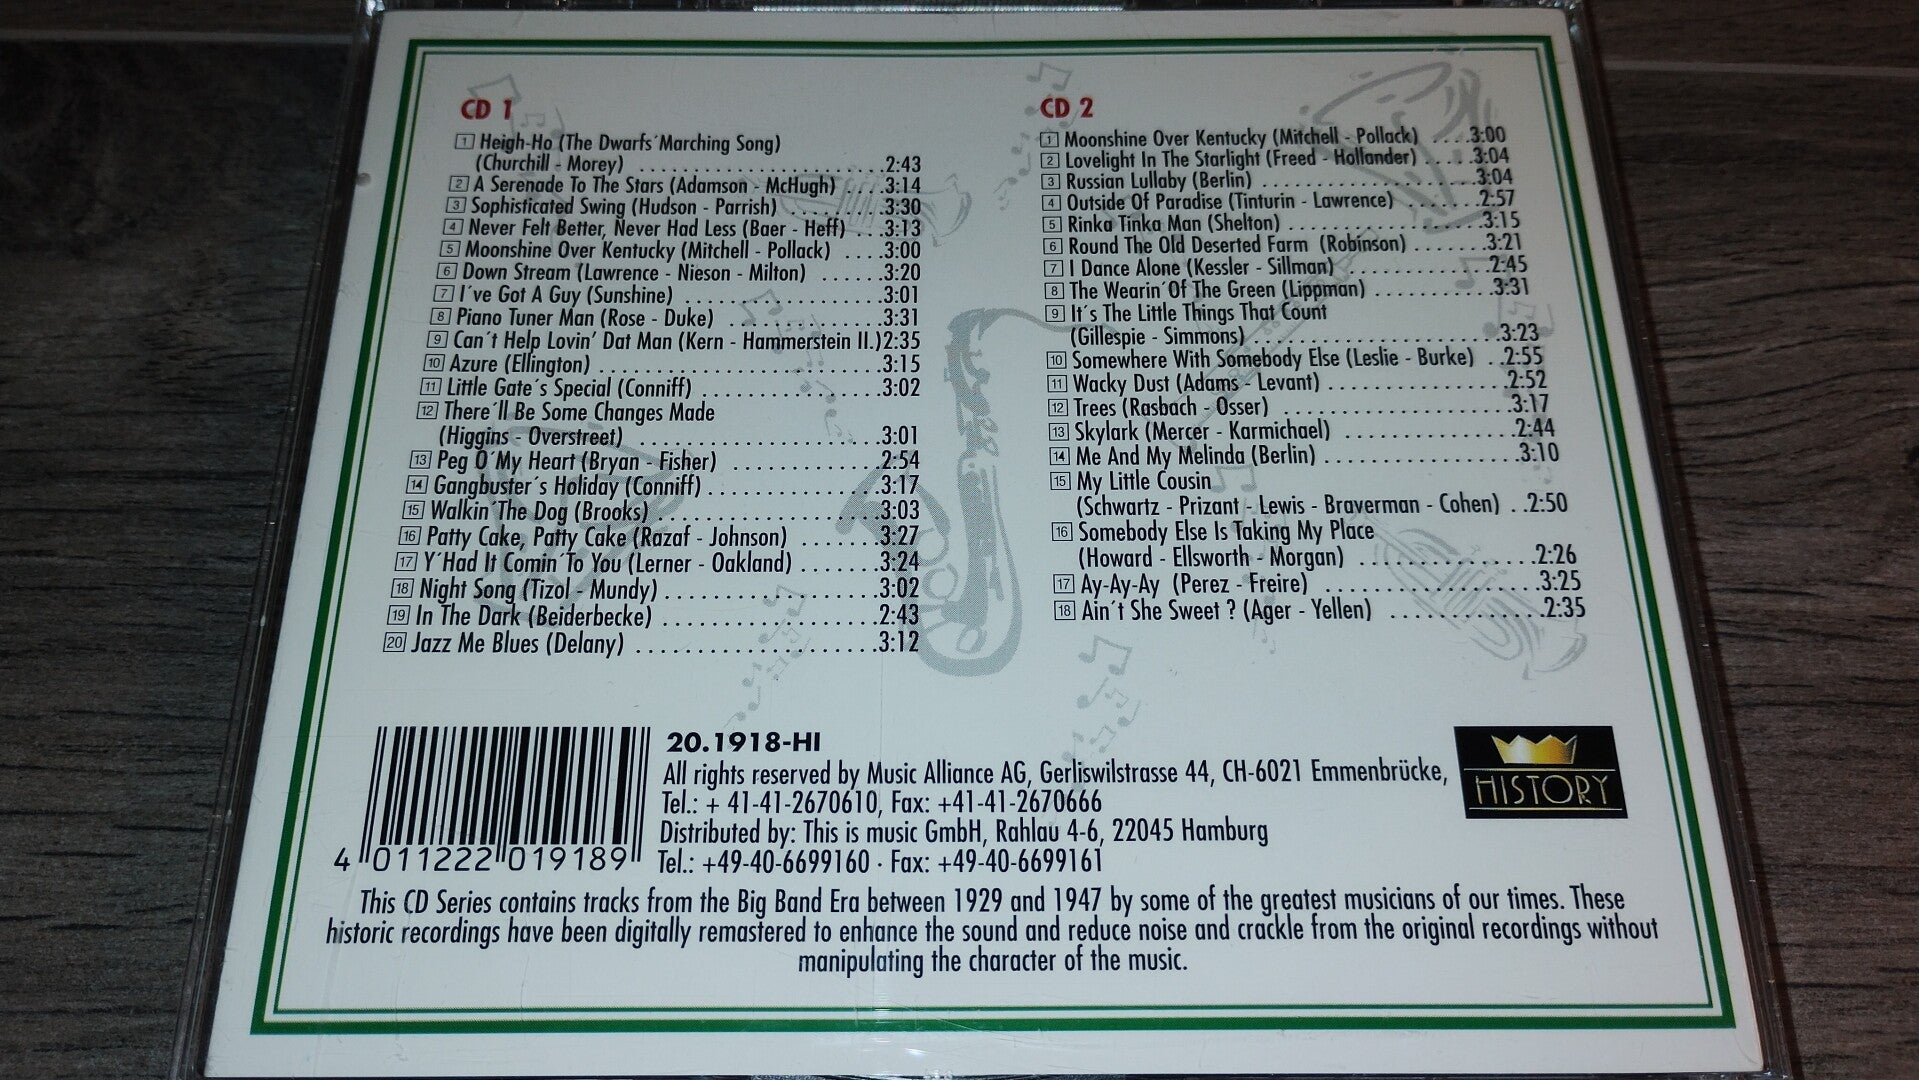 CD 1
1 Heigh-Ho (The Dwarfs´Marching Song)
(Churchill - Morey) ........................2:43
2 A Serenade To The Stars (Adamson - McHugh) .....3:14
3 Sophisticated Swing (Hudson - Parrish) .........3:30
4 Never Felt Better, Never Had Less (Baer - Heff) ...3:13
5 Moonshine Over Kentucky (Mitchell - Pollack) ....3:00
6 Down Stream (Lawrence - Nieson - Milton) .......3:20
7 I´ve Got A Guy (Sunshine) ...................3:01
8 Piano Tuner Man (Rose - Duke) ..............3:31
9 Can´t Help Lovin´ Dat Man (Kern - Hammerstein II.)2:35
10 Azure (Ellington) ...........................3:15
11 Little Gate´s Special (Conniff) .................3:02
12 There´ll Be Some Changes Made
(Higgins - Overstreet) ......................3:01
13 Peg O´My Heart (Bryan - Fisher) .............2:54
14 Gangbuster´s Holiday (Conniff)................3:17
15 Walkin´The Dog (Brooks) ....................3:03
16 Patty Cake, Patty Cake (Razaf - Johnson) .......3:27
17 Y´Had It Comin´To You (Lerner - Oakland) .......3:24
18 Night Song (Tizol - Mundy) ...................3:02
19 In The Dark (Beiderbecke) ...................2:43
20 Jazz Me Blues (Delany) ......................3:12
CD 2
1 Moonshine Over Kentucky (Mitchell - Pollack) ....3:00
2 Lovelight In The Starlight (Freed - Hollander) .....3:04
3 Russian Lullaby (Berlin) .....................3:04
4 Outside Of Paradise (Tinturin - Lawrence) .......2:57
5 Rinka Tinka Man (Shelton) ...................3:15
6 Round The Old Deserted Farm (Robinson) .......3:21
7 I Dance Alone (Kessler - Sillman) ..............2:45
8 The Wearin´Of The Green (Lippman) ...........3:31
9 It´s The Little Things That Count
(Gillespie - Simmons) ......................3:23
10 Somewhere With Somebody Else (Leslie - Burke) ..2:55
11 Wacky Dust (Adams - Levant) .................2:52
12 Trees (Rasbach - Osser) .....................3:17
13 Skylark (Mercer - Karmichael) ................2:44
14 Me And My Melinda (Berlin) ..................3:10
15 My Little Cousin
(Schwartz - Prizant - Lewis - Braverman - Cohen) ..2:50
16 Somebody Else Is Taking My Place
(Howard - Ellsworth - Morgan) ...............2:26
17 Ay-Ay-Ay (Perez - Freire) ....................3:25
18 Ain´t She Sweet ? (Ager - Yellen) .............2:35
20.1918-HI
All rights reserved by Music Alliance AG, Gerliswilstrasse 44, CH-6021 Emmenbrücke,
Tel.: + 41-41-2670610, Fax: +41-41-2670666
Distributed by: This is music GmbH, Rahlau 4-6, 22045 Hamburg
Tel.: +49-40-6699160 · Fax: +49-40-6699161
4 011222 019189
HISTORY
This CD Series contains tracks from the Big Band Era between 1929 and 1947 by some of the greatest musicians of our times. These
historic recordings have been digitally remastered to enhance the sound and reduce noise and crackle from the original recordings without
manipulating the character of the music.